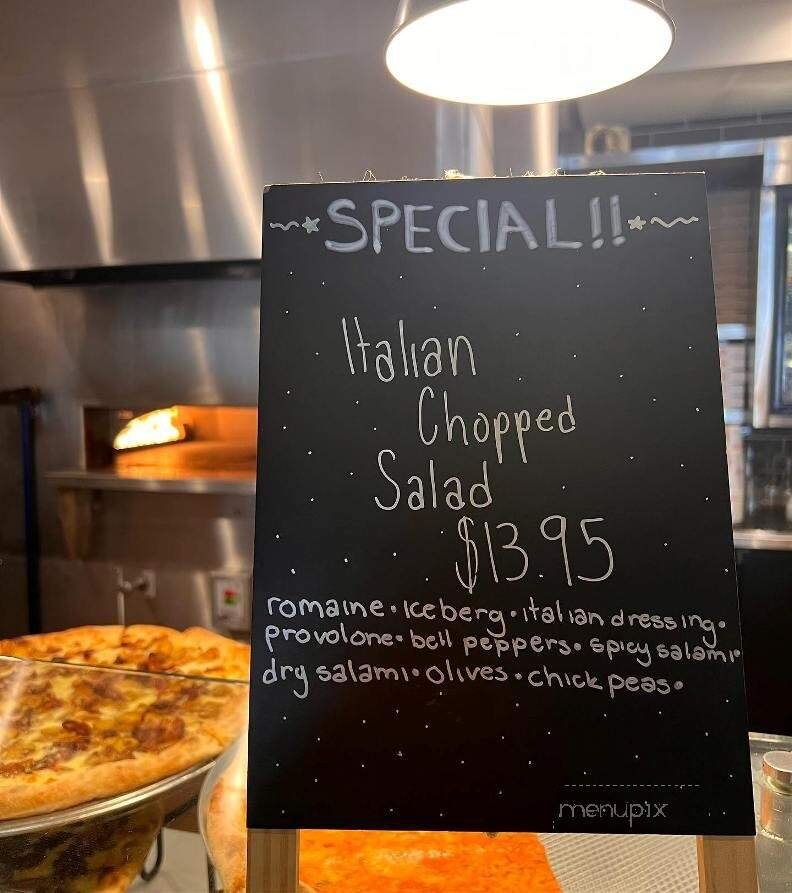 SPECIAL!!
Italian
Chopped
Salad
$13.95
romaine • iceberg • italian dressing •
provolone • bell peppers • spicy salami •
dry salami • olives • chick peas •
menupix